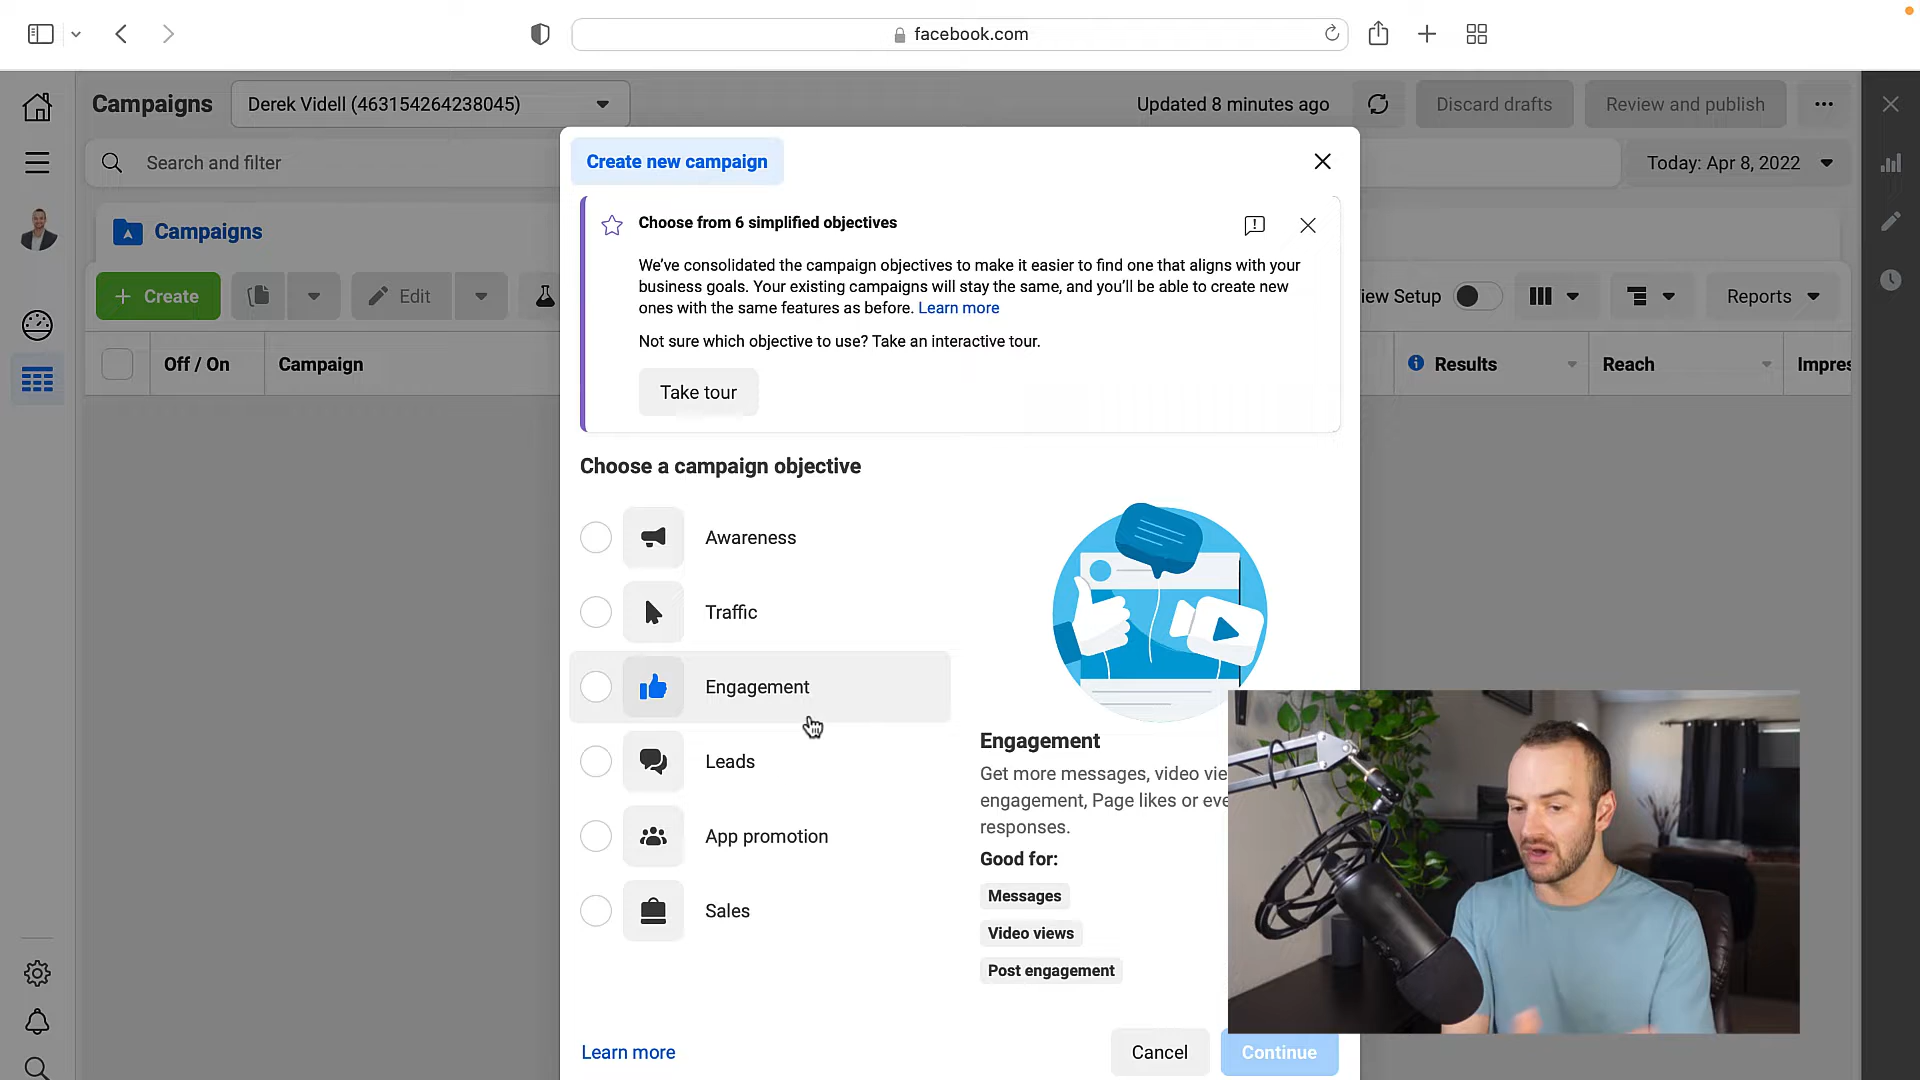 facebook.com
Campaigns
Derek Videll (463154264238045)
Updated 8 minutes ago
Discard drafts
Review and publish
Search and filter
Today: Apr 8, 2022
Create new campaign
Campaigns
Choose from 6 simplified objectives
We've consolidated the campaign objectives to make it easier to find one that aligns with your
business goals. Your existing campaigns will stay the same, and you'll be able to create new
ones with the same features as before. Learn more
Not sure which objective to use? Take an interactive tour.
Take tour
+ Create
Edit
iew Setup
Reports
Off / On
Campaign
Results
Reach
Impres
Choose a campaign objective
Awareness
Traffic
Engagement
Leads
App promotion
Sales
Engagement
Get more messages, video vie
engagement, Page likes or eve
responses.
Good for:
Messages
Video views
Post engagement
Learn more
Cancel
Continue